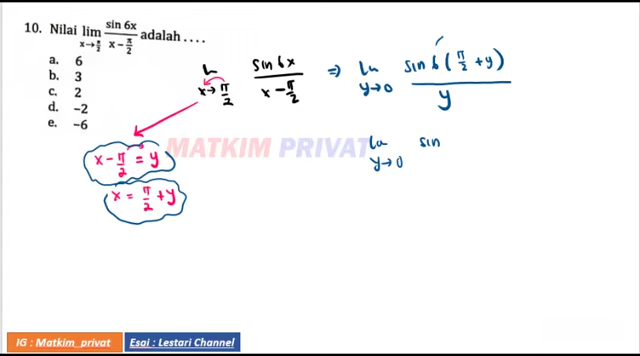 10. Nilai lim x→π/2 sin 6x / x − π/2 adalah . . . .
a. 6
b. 3
c. 2
d. −2
e. −6
lim x→π/2 sin 6x / x − π/2 ⇒ lim y→0 sin 6(π/2 + y) / y
lim y→0 sin
x − π/2 = y
x = π/2 + y
MATKIM PRIVAT
IG : Matkim_privat
Esai : Lestari Channel